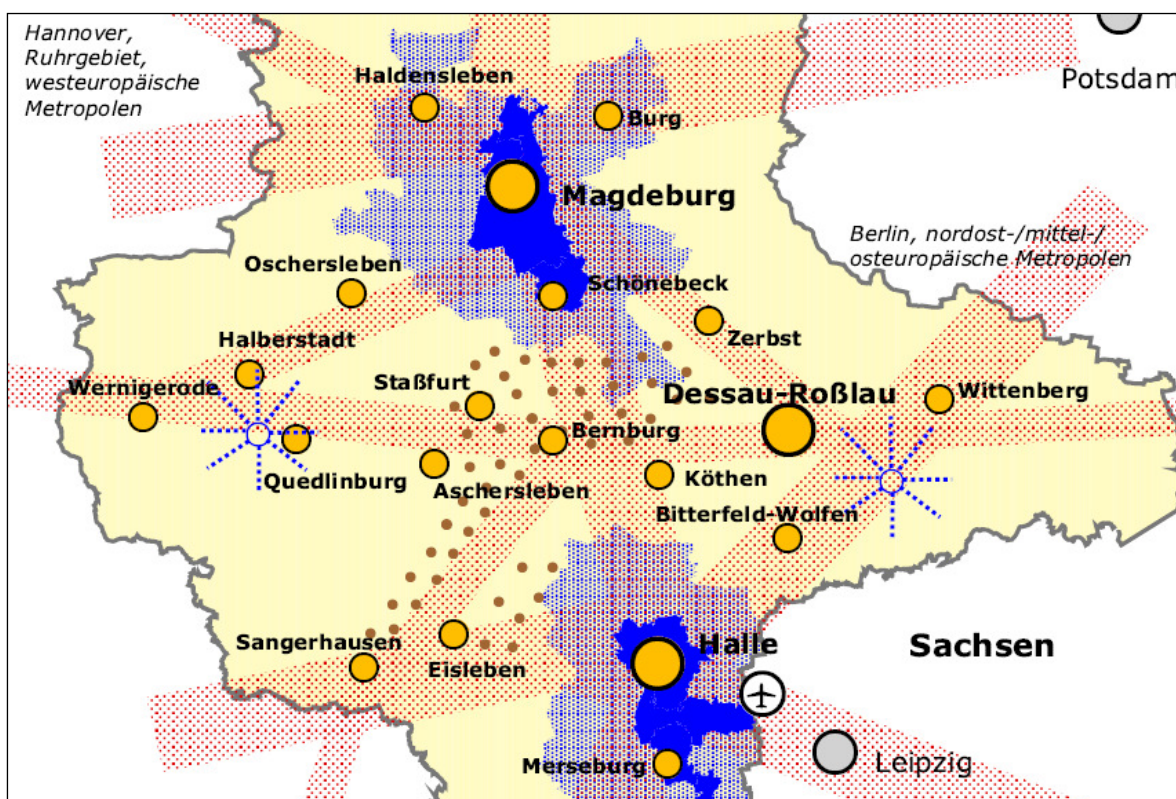 Hannover,
Ruhrgebiet,
westeuropäische
Metropolen
Haldensleben
Potsdam
Burg
Magdeburg
Berlin, nordost-/mittel-/
osteuropäische Metropolen
Oschersleben
Schönebeck
Halberstadt
Zerbst
Wernigerode
Staßfurt
Dessau-Roßlau
Wittenberg
Bernburg
Quedlinburg
Aschersleben
Köthen
Bitterfeld-Wolfen
Sangerhausen
Eisleben
Halle
Sachsen
Merseburg
Leipzig